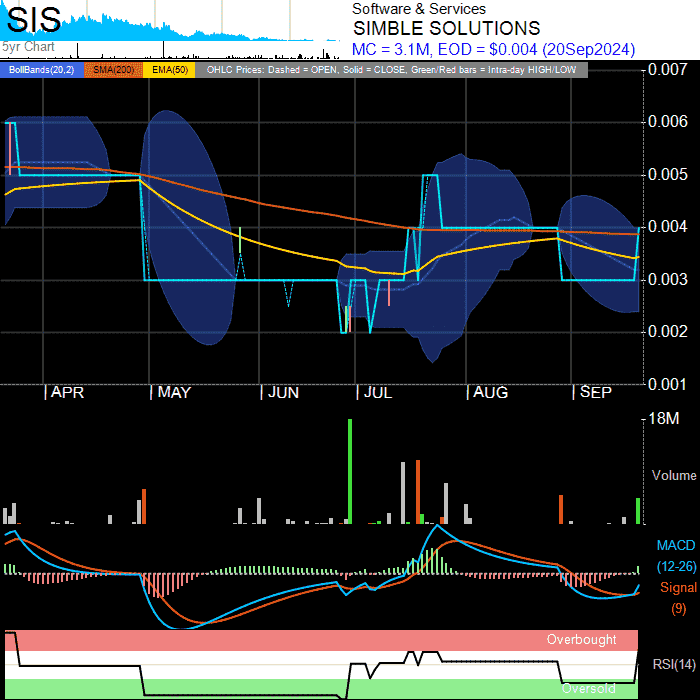 SIS
5yr Chart
Software & Services
SIMBLE SOLUTIONS
MC = 3.1M, EOD = $0.004 (20Sep2024)
BollBands(20,2) SMA(200) EMA(50) OHLC Prices: Dashed = OPEN, Solid = CLOSE, Green/Red bars = Intra-day HIGH/LOW
0.007
0.006
0.005
0.004
0.003
0.002
0.001
APR MAY JUN JUL AUG SEP
18M
Volume
MACD
(12-26)
Signal
(9)
Overbought
RSI(14)
Oversold